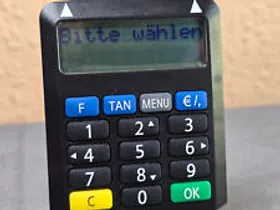 Bitte wählen
F TAN MENU €/,
1 2 3
4 5 6
7 8 9
C 0 OK